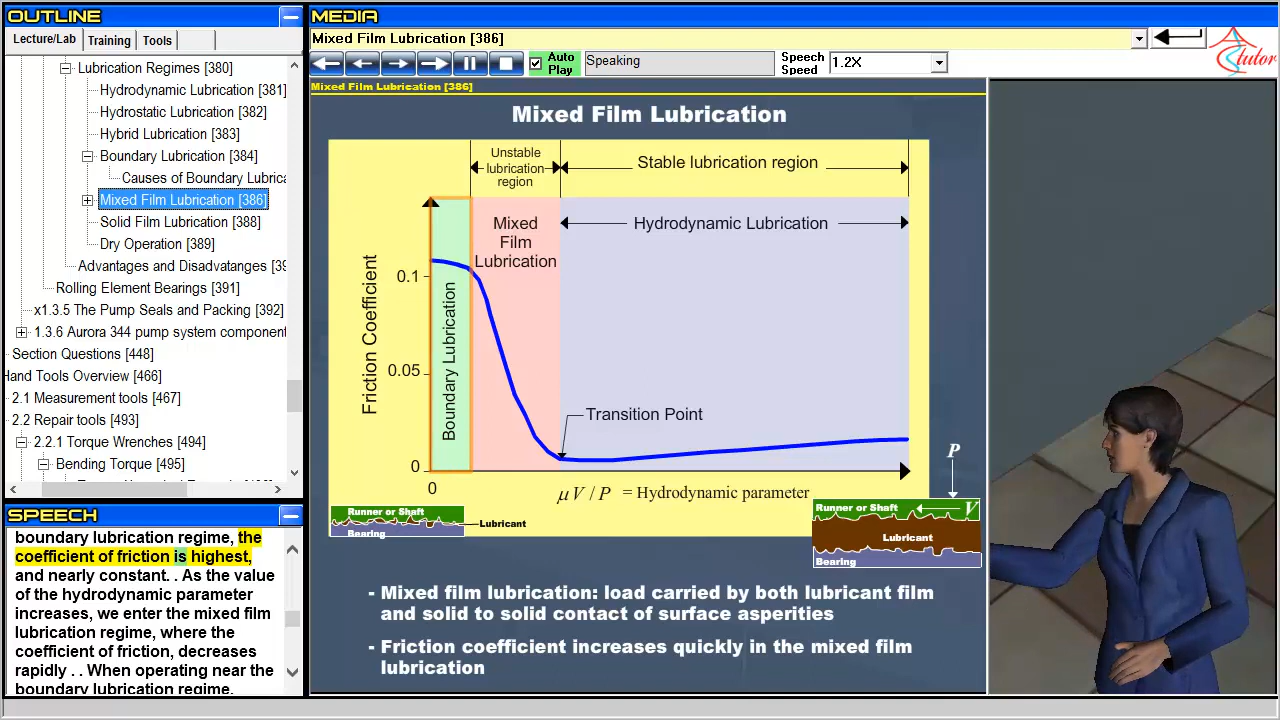 OUTLINE
Lecture/Lab Training Tools
Lubrication Regimes [380]
Hydrodynamic Lubrication [381]
Hydrostatic Lubrication [382]
Hybrid Lubrication [383]
Boundary Lubrication [384]
Causes of Boundary Lubrica
Mixed Film Lubrication [386]
Solid Film Lubrication [388]
Dry Operation [389]
Advantages and Disadvatanges [39
Rolling Element Bearings [391]
x1.3.5 The Pump Seals and Packing [392]
1.3.6 Aurora 344 pump system component
Section Questions [448]
Hand Tools Overview [466]
2.1 Measurement tools [467]
2.2 Repair tools [493]
2.2.1 Torque Wrenches [494]
Bending Torque [495]
SPEECH
boundary lubrication regime, the
coefficient of friction is highest,
and nearly constant. . As the value
of the hydrodynamic parameter
increases, we enter the mixed film
lubrication regime, where the
coefficient of friction, decreases
rapidly . . When operating near the
boundary lubrication regime,
MEDIA
Mixed Film Lubrication [386]
Auto
Play
Speaking
Speech
Speed
1.2X
tutor
Mixed Film Lubrication [386]
Mixed Film Lubrication
Unstable
lubrication
region
Stable lubrication region
Mixed
Film
Lubrication
Hydrodynamic Lubrication
Boundary Lubrication
Friction Coefficient
0.1
0.05
0
0
Transition Point
μ V / P = Hydrodynamic parameter
P
Runner or Shaft
Lubricant
Bearing
Runner or Shaft V
Lubricant
Bearing
- Mixed film lubrication: load carried by both lubricant film
and solid to solid contact of surface asperities
- Friction coefficient increases quickly in the mixed film
lubrication